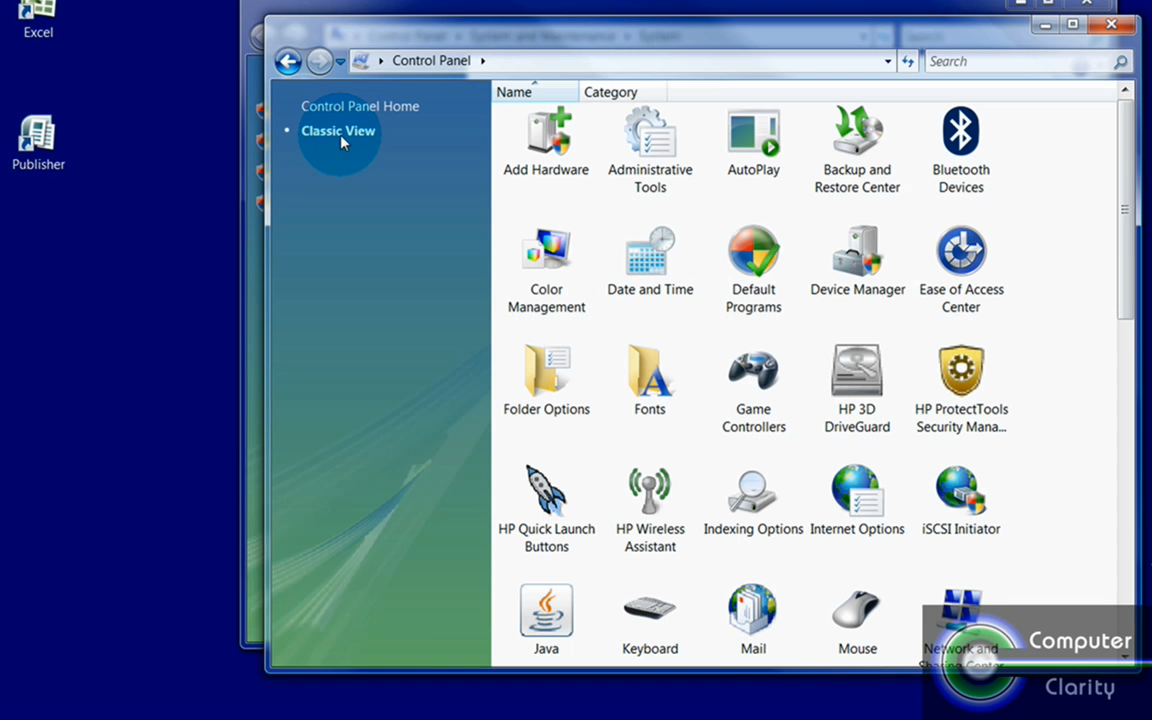 Excel
Publisher
Control Panel
Search
Control Panel Home
Classic View
Name
Category
Add Hardware
Administrative
Tools
AutoPlay
Backup and
Restore Center
Bluetooth
Devices
Color
Management
Date and Time
Default
Programs
Device Manager
Ease of Access
Center
Folder Options
Fonts
Game
Controllers
HP 3D
DriveGuard
HP ProtectTools
Security Mana...
HP Quick Launch
Buttons
HP Wireless
Assistant
Indexing Options
Internet Options
iSCSI Initiator
Java
Keyboard
Mail
Mouse
Network and
Sharing Center
Computer
Clarity